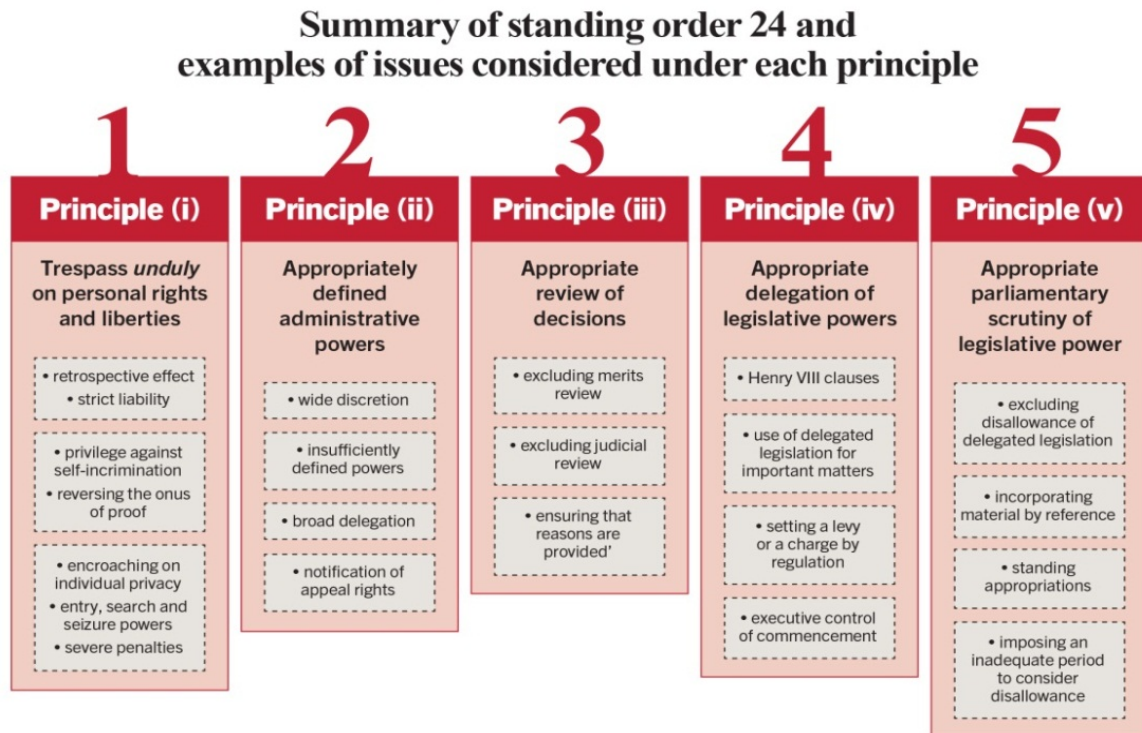 Summary of standing order 24 and
examples of issues considered under each principle
1
Principle (i)
Trespass unduly
on personal rights
and liberties
• retrospective effect
• strict liability
• privilege against
self-incrimination
• reversing the onus
of proof
• encroaching on
individual privacy
• entry, search and
seizure powers
• severe penalties
2
Principle (ii)
Appropriately
defined
administrative
powers
• wide discretion
• insufficiently
defined powers
• broad delegation
• notification of
appeal rights
3
Principle (iii)
Appropriate
review of
decisions
• excluding merits
review
• excluding judicial
review
• ensuring that
reasons are
provided’
4
Principle (iv)
Appropriate
delegation of
legislative powers
• Henry VIII clauses
• use of delegated
legislation for
important matters
• setting a levy
or a charge by
regulation
• executive control
of commencement
5
Principle (v)
Appropriate
parliamentary
scrutiny of
legislative power
• excluding
disallowance of
delegated legislation
• incorporating
material by reference
• standing
appropriations
• imposing an
inadequate period
to consider
disallowance